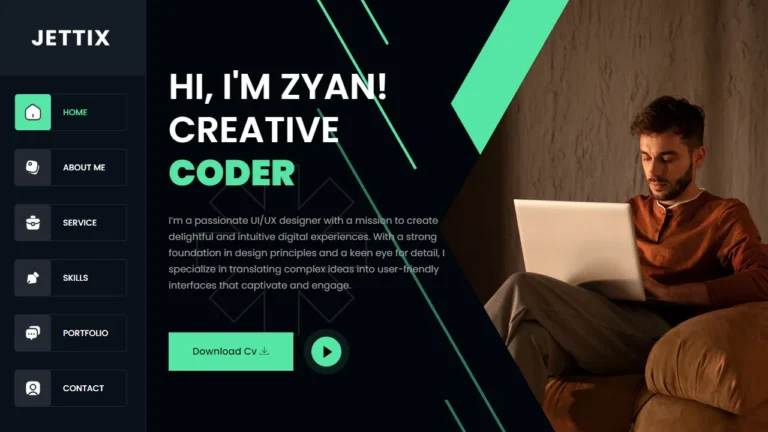 JETTIX
HOME
ABOUT ME
SERVICE
SKILLS
PORTFOLIO
CONTACT
HI, I'M ZYAN!
CREATIVE
CODER
I'm a passionate UI/UX designer with a mission to create
delightful and intuitive digital experiences. With a strong
foundation in design principles and a keen eye for detail, I
specialize in translating complex ideas into user-friendly
interfaces that captivate and engage.
Download Cv